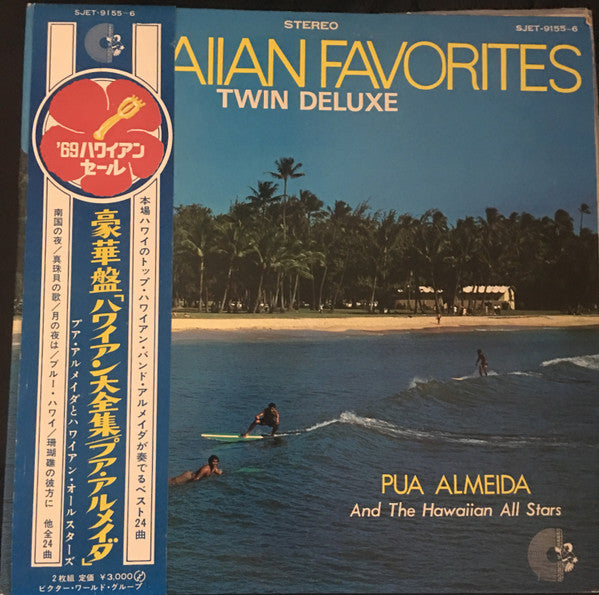 SJET-9155~6
'69ハワイアン
セール
本場ハワイのトップ・ハワイアン・バンド・アルメイダが奏でるベスト24曲
豪華盤「ハワイアン大全集/プア・アルメイダ」
プア・アルメイダとハワイアン・オールスターズ
南国の夜/真珠貝の歌/月の夜は/ブルー・ハワイ/珊瑚礁の彼方に 他全24曲
2枚組 定価 ¥3,000
ビクター・ワールド・グループ
STEREO
SJET-9155~6
AIIAN FAVORITES
TWIN DELUXE
PUA ALMEIDA
And The Hawaiian All Stars